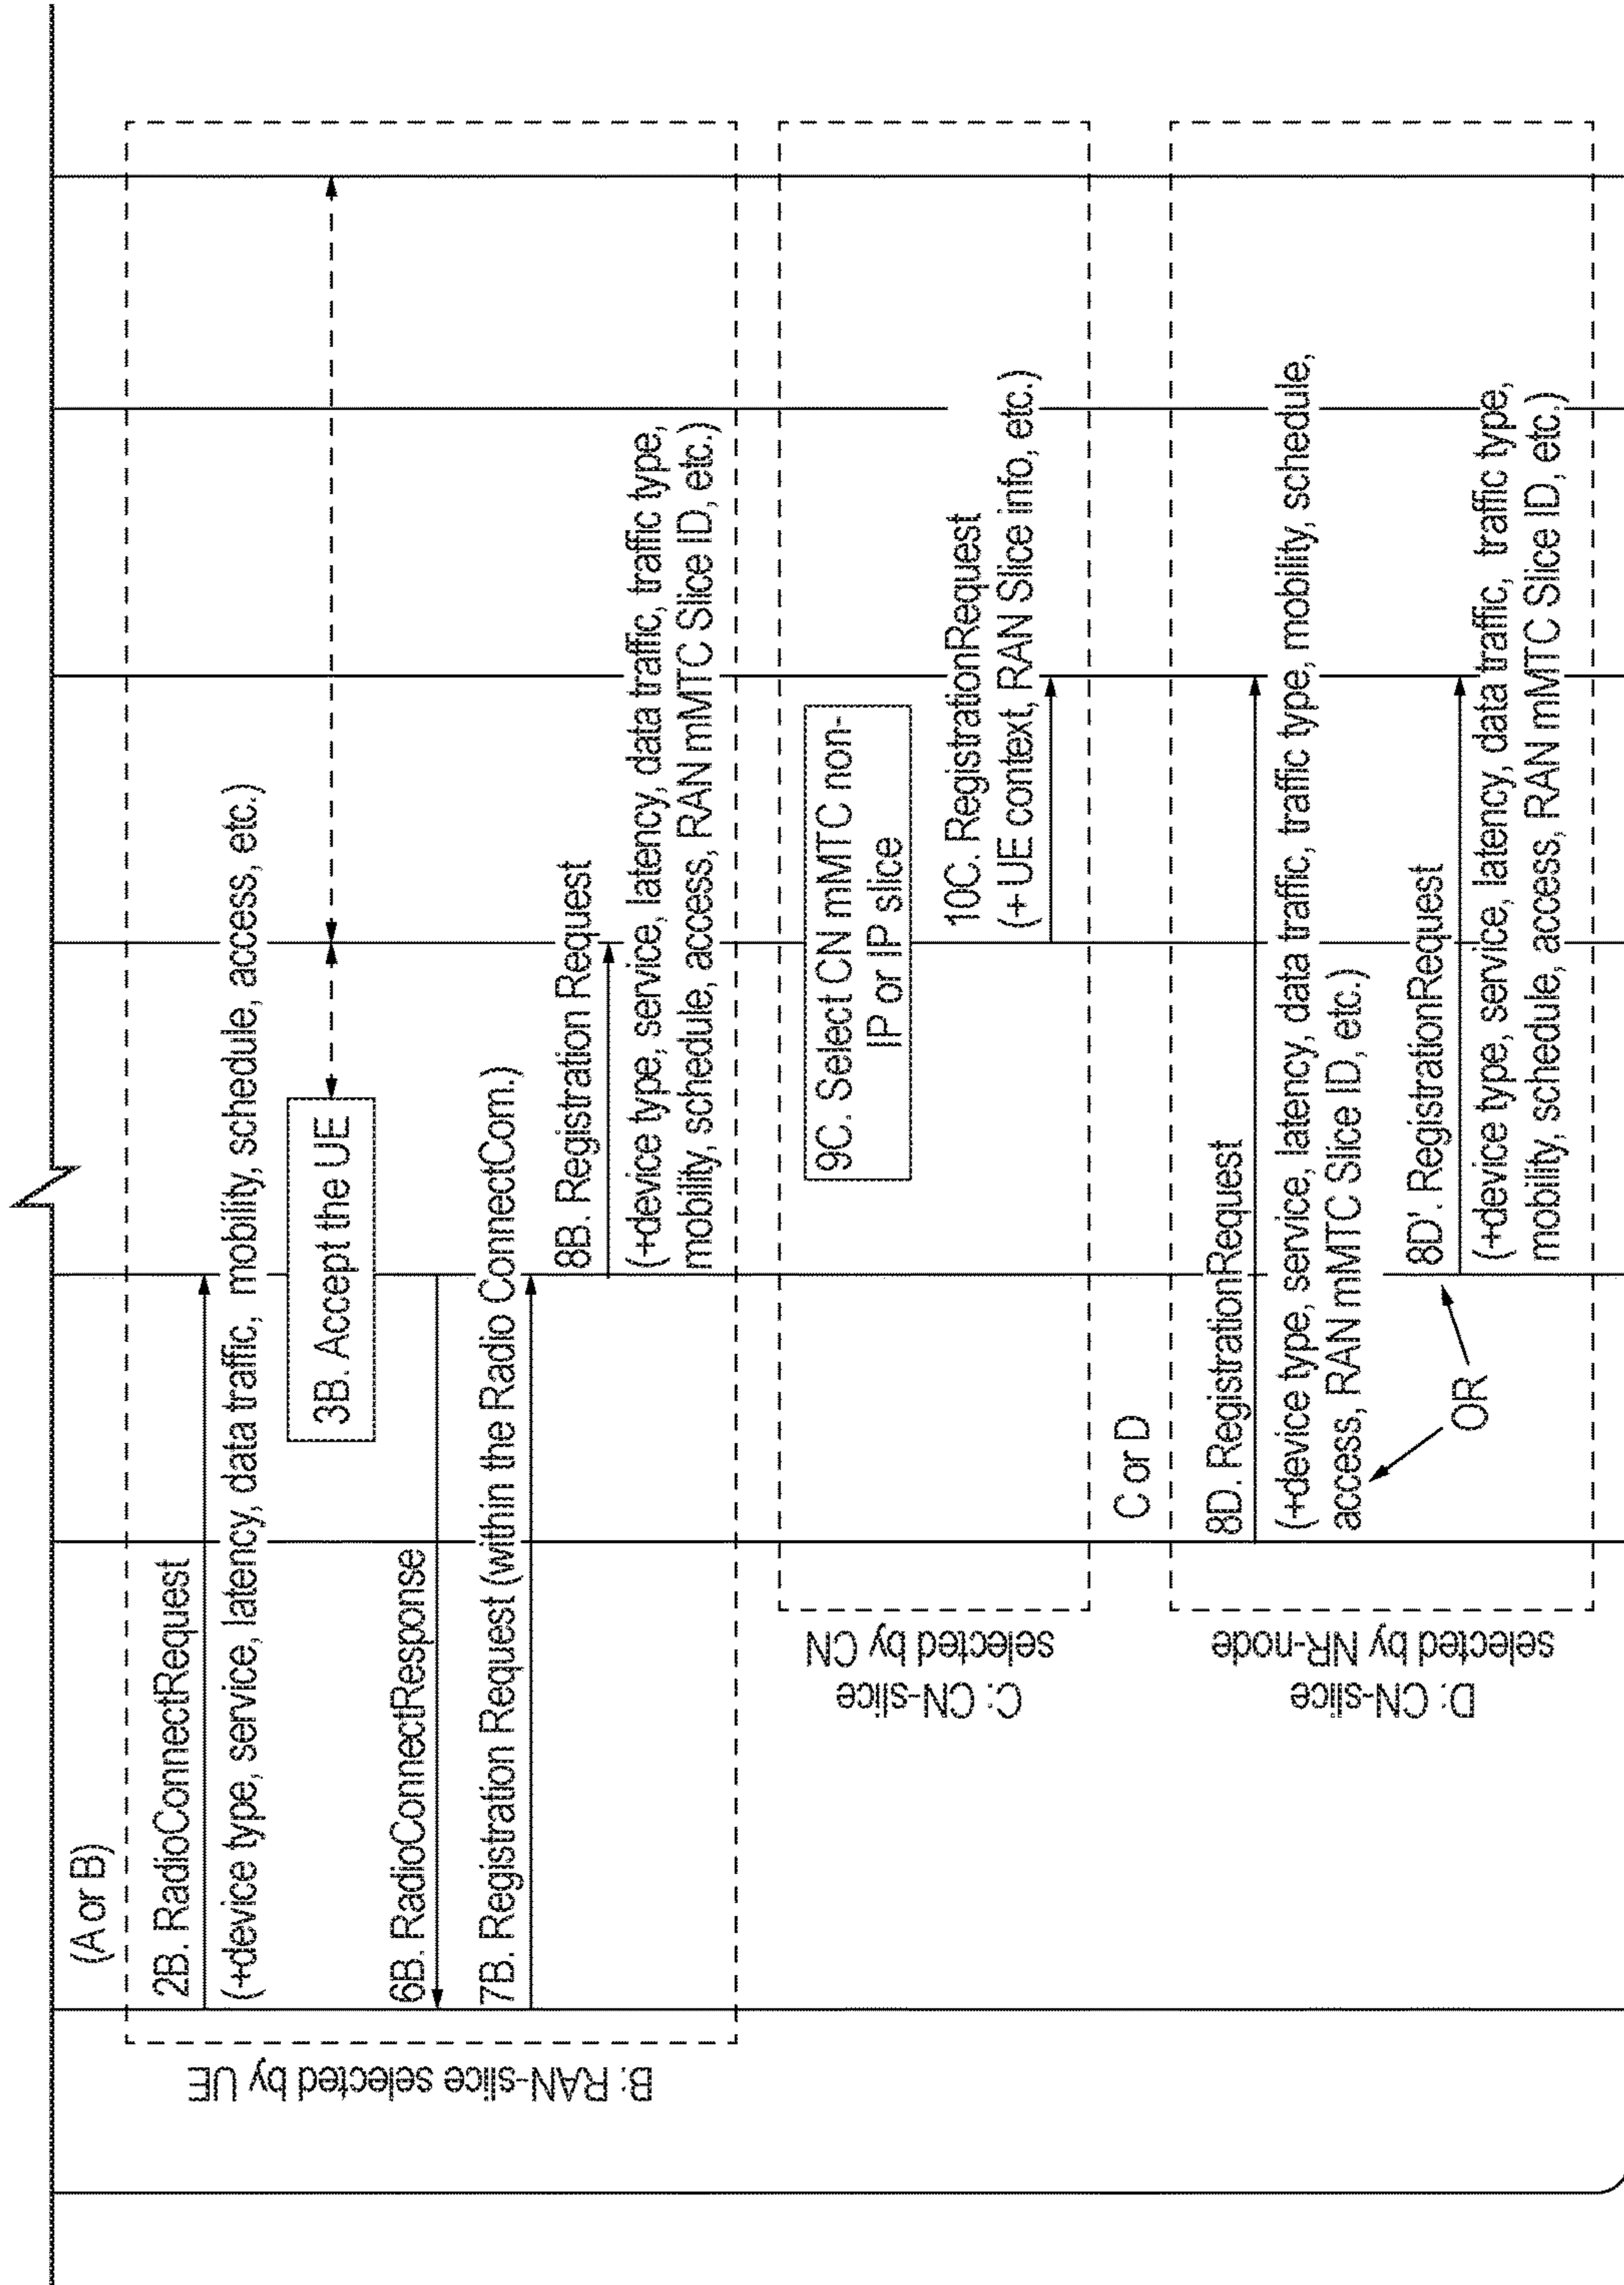 (A or B)
B: RAN-slice selected by UE
2B. RadioConnectRequest
(+device type, service, latency, data traffic, mobility, schedule, access, etc.)
3B. Accept the UE
6B. RadioConnectResponse
7B. Registration Request (within the Radio ConnectCom.)
8B. Registration Request
(+device type, service, latency, data traffic, traffic type,
mobility, schedule, access, RAN mMTC Slice ID, etc.)
C: CN-slice
selected by CN
9C. Select CN mMTC non-
IP or IP slice
10C. RegistrationRequest
(+ UE context, RAN Slice info, etc.)
C or D
D: CN-slice
selected by NR-node
8D. RegistrationRequest
(+device type, service, latency, data traffic, traffic type, mobility, schedule,
access, RAN mMTC Slice ID, etc.)
OR
8D'. RegistrationRequest
(+device type, service, latency, data traffic, traffic type,
mobility, schedule, access, RAN mMTC Slice ID, etc.)